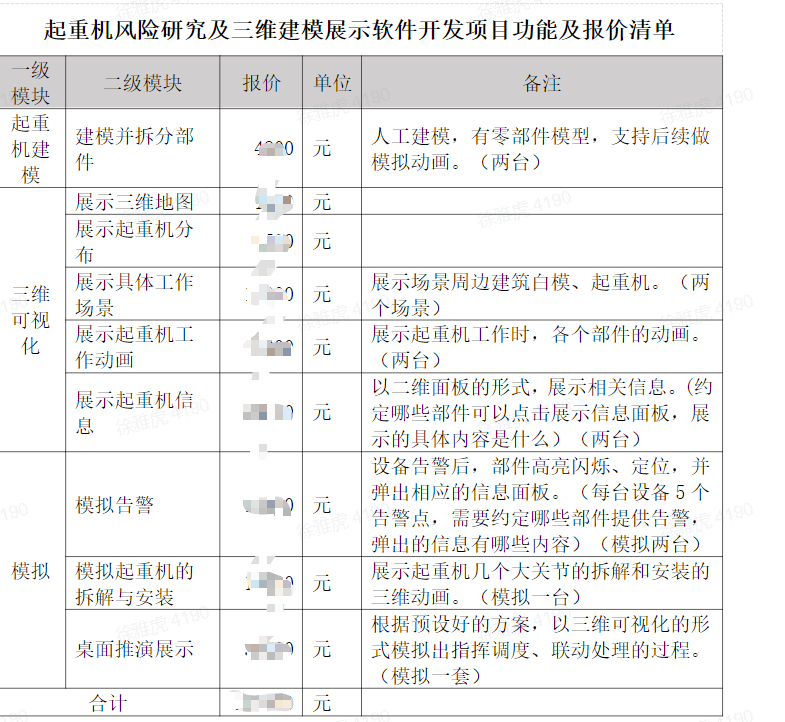 起重机风险研究及三维建模展示软件开发项目功能及报价清单
一级
模块
二级模块
报价
单位
备注
起重
机建
模
建模并拆分部
件
元
人工建模，有零部件模型，支持后续做
模拟动画。（两台）
三维
可视
化
展示三维地图
元
展示起重机分
布
元
展示具体工作
场景
元
展示场景周边建筑白模、起重机。（两
个场景）
展示起重机工
作动画
元
展示起重机工作时，各个部件的动画。
（两台）
展示起重机信
息
元
以二维面板的形式，展示相关信息。(约
定哪些部件可以点击展示信息面板，展
示的具体内容是什么）（两台）
模拟
模拟告警
元
设备告警后，部件高亮闪烁、定位，并
弹出相应的信息面板。（每台设备5个
告警点，需要约定哪些部件提供告警，
弹出的信息有哪些内容）（模拟两台）
模拟起重机的
拆解与安装
元
展示起重机几个大关节的拆解和安装的
三维动画。（模拟一台）
桌面推演展示
元
根据预设好的方案，以三维可视化的形
式模拟出指挥调度、联动处理的过程。
（模拟一套）
合计
元
徐雅虎 4190